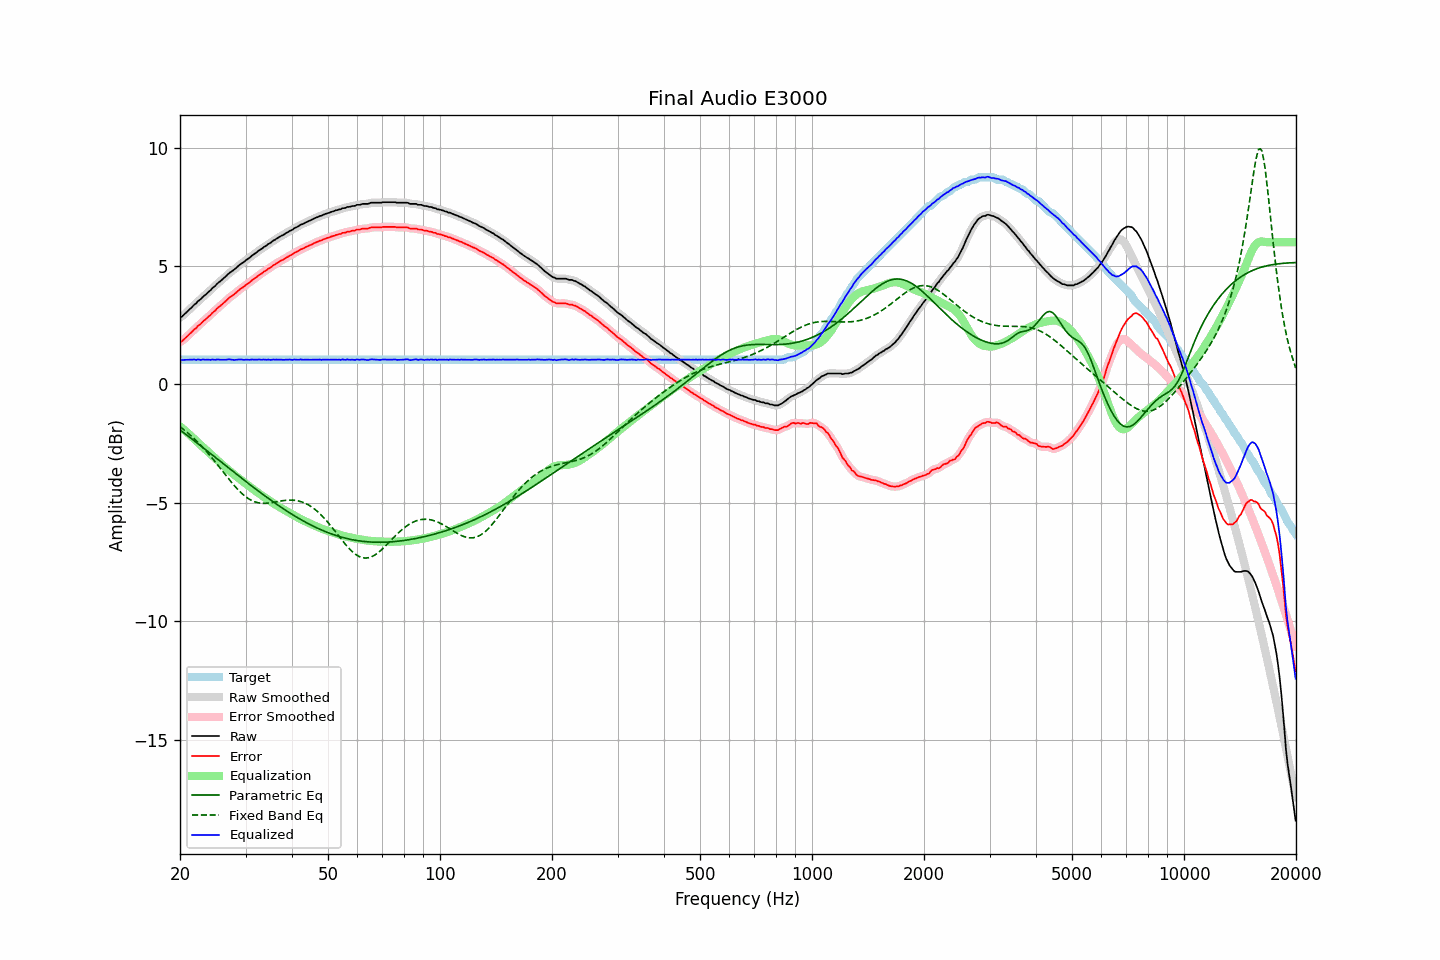 Final Audio E3000
10
5
0
−5
−10
−15
Amplitude (dBr)
Target
Raw Smoothed
Error Smoothed
Raw
Error
Equalization
Parametric Eq
Fixed Band Eq
Equalized
20 50 100 200 500 1000 2000 5000 10000 20000
Frequency (Hz)